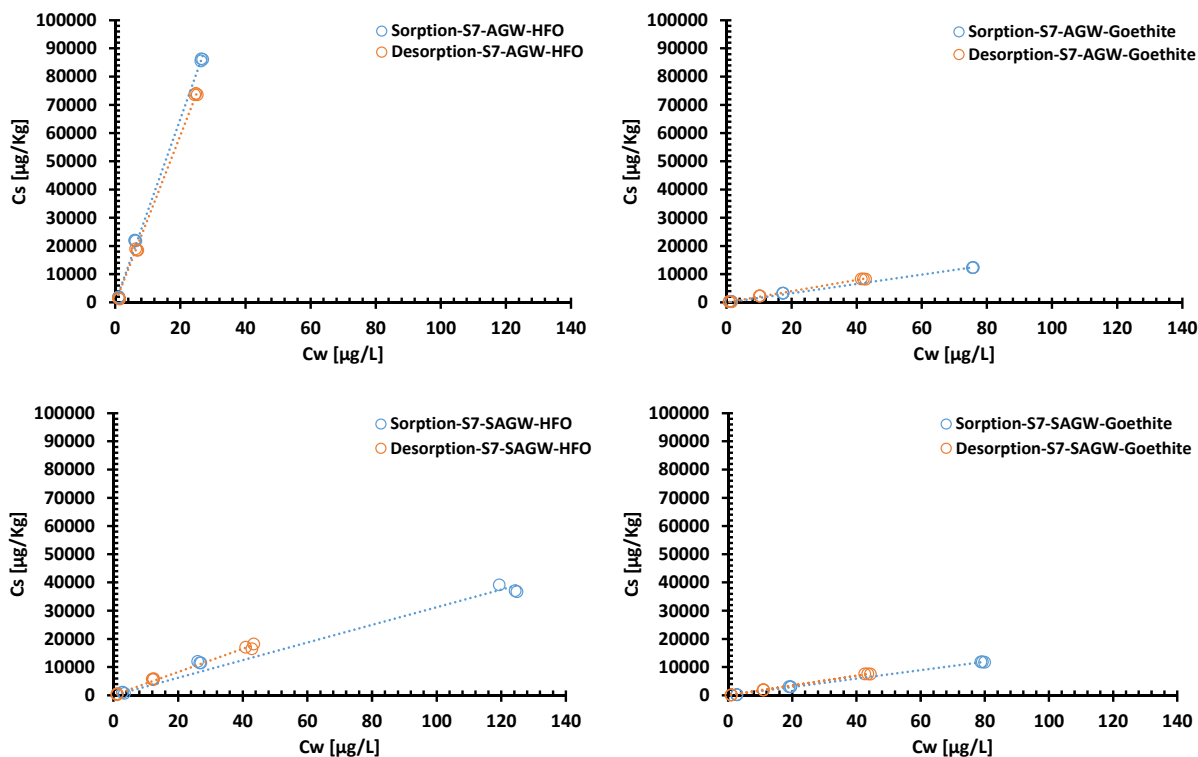 Sorption-S7-AGW-HFO
Desorption-S7-AGW-HFO
Cs [µg/Kg]
100000
90000
80000
70000
60000
50000
40000
30000
20000
10000
0
0 20 40 60 80 100 120 140
Cw [µg/L]
Sorption-S7-AGW-Goethite
Desorption-S7-AGW-Goethite
Cs [µg/Kg]
100000
90000
80000
70000
60000
50000
40000
30000
20000
10000
0
0 20 40 60 80 100 120 140
Cw [µg/L]
Sorption-S7-SAGW-HFO
Desorption-S7-SAGW-HFO
Cs [µg/Kg]
100000
90000
80000
70000
60000
50000
40000
30000
20000
10000
0
0 20 40 60 80 100 120 140
Cw [µg/L]
Sorption-S7-SAGW-Goethite
Desorption-S7-SAGW-Goethite
Cs [µg/Kg]
100000
90000
80000
70000
60000
50000
40000
30000
20000
10000
0
0 20 40 60 80 100 120 140
Cw [µg/L]